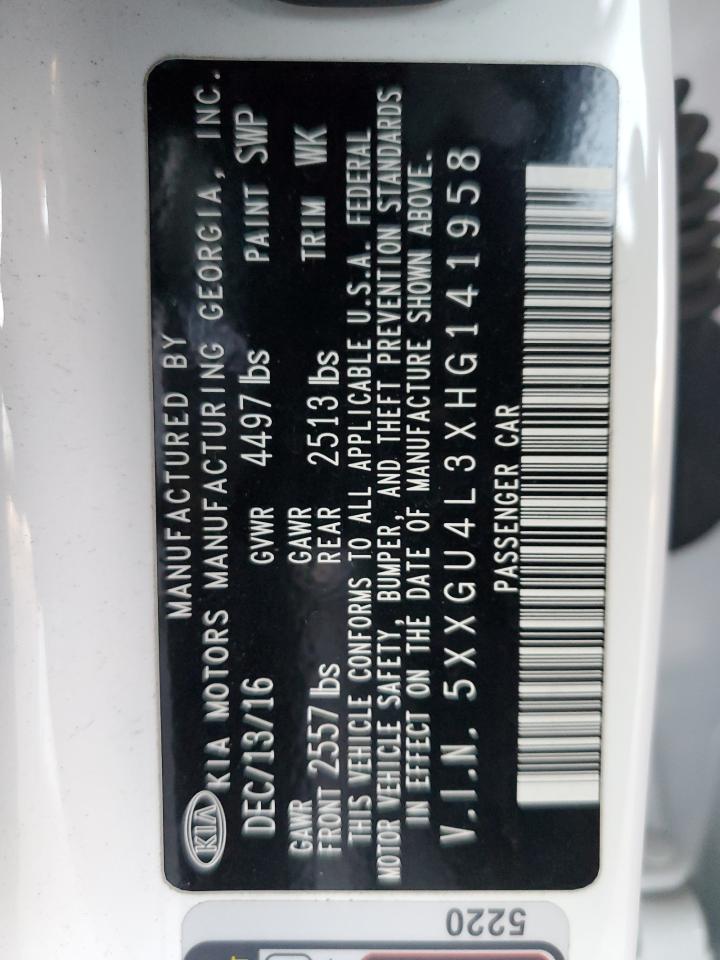 MANUFACTURED BY
KIA KIA MOTORS MANUFACTURING GEORGIA, INC.
DEC/13/16 GVWR 4497 lbs PAINT SWP
GAWR FRONT 2557 lbs GAWR REAR 2513 lbs TRIM WK
THIS VEHICLE CONFORMS TO ALL APPLICABLE U.S.A. FEDERAL
MOTOR VEHICLE SAFETY, BUMPER, AND THEFT PREVENTION STANDARDS
IN EFFECT ON THE DATE OF MANUFACTURE SHOWN ABOVE.
V.I.N. 5XXGU4L3XHG141958
PASSENGER CAR
5220